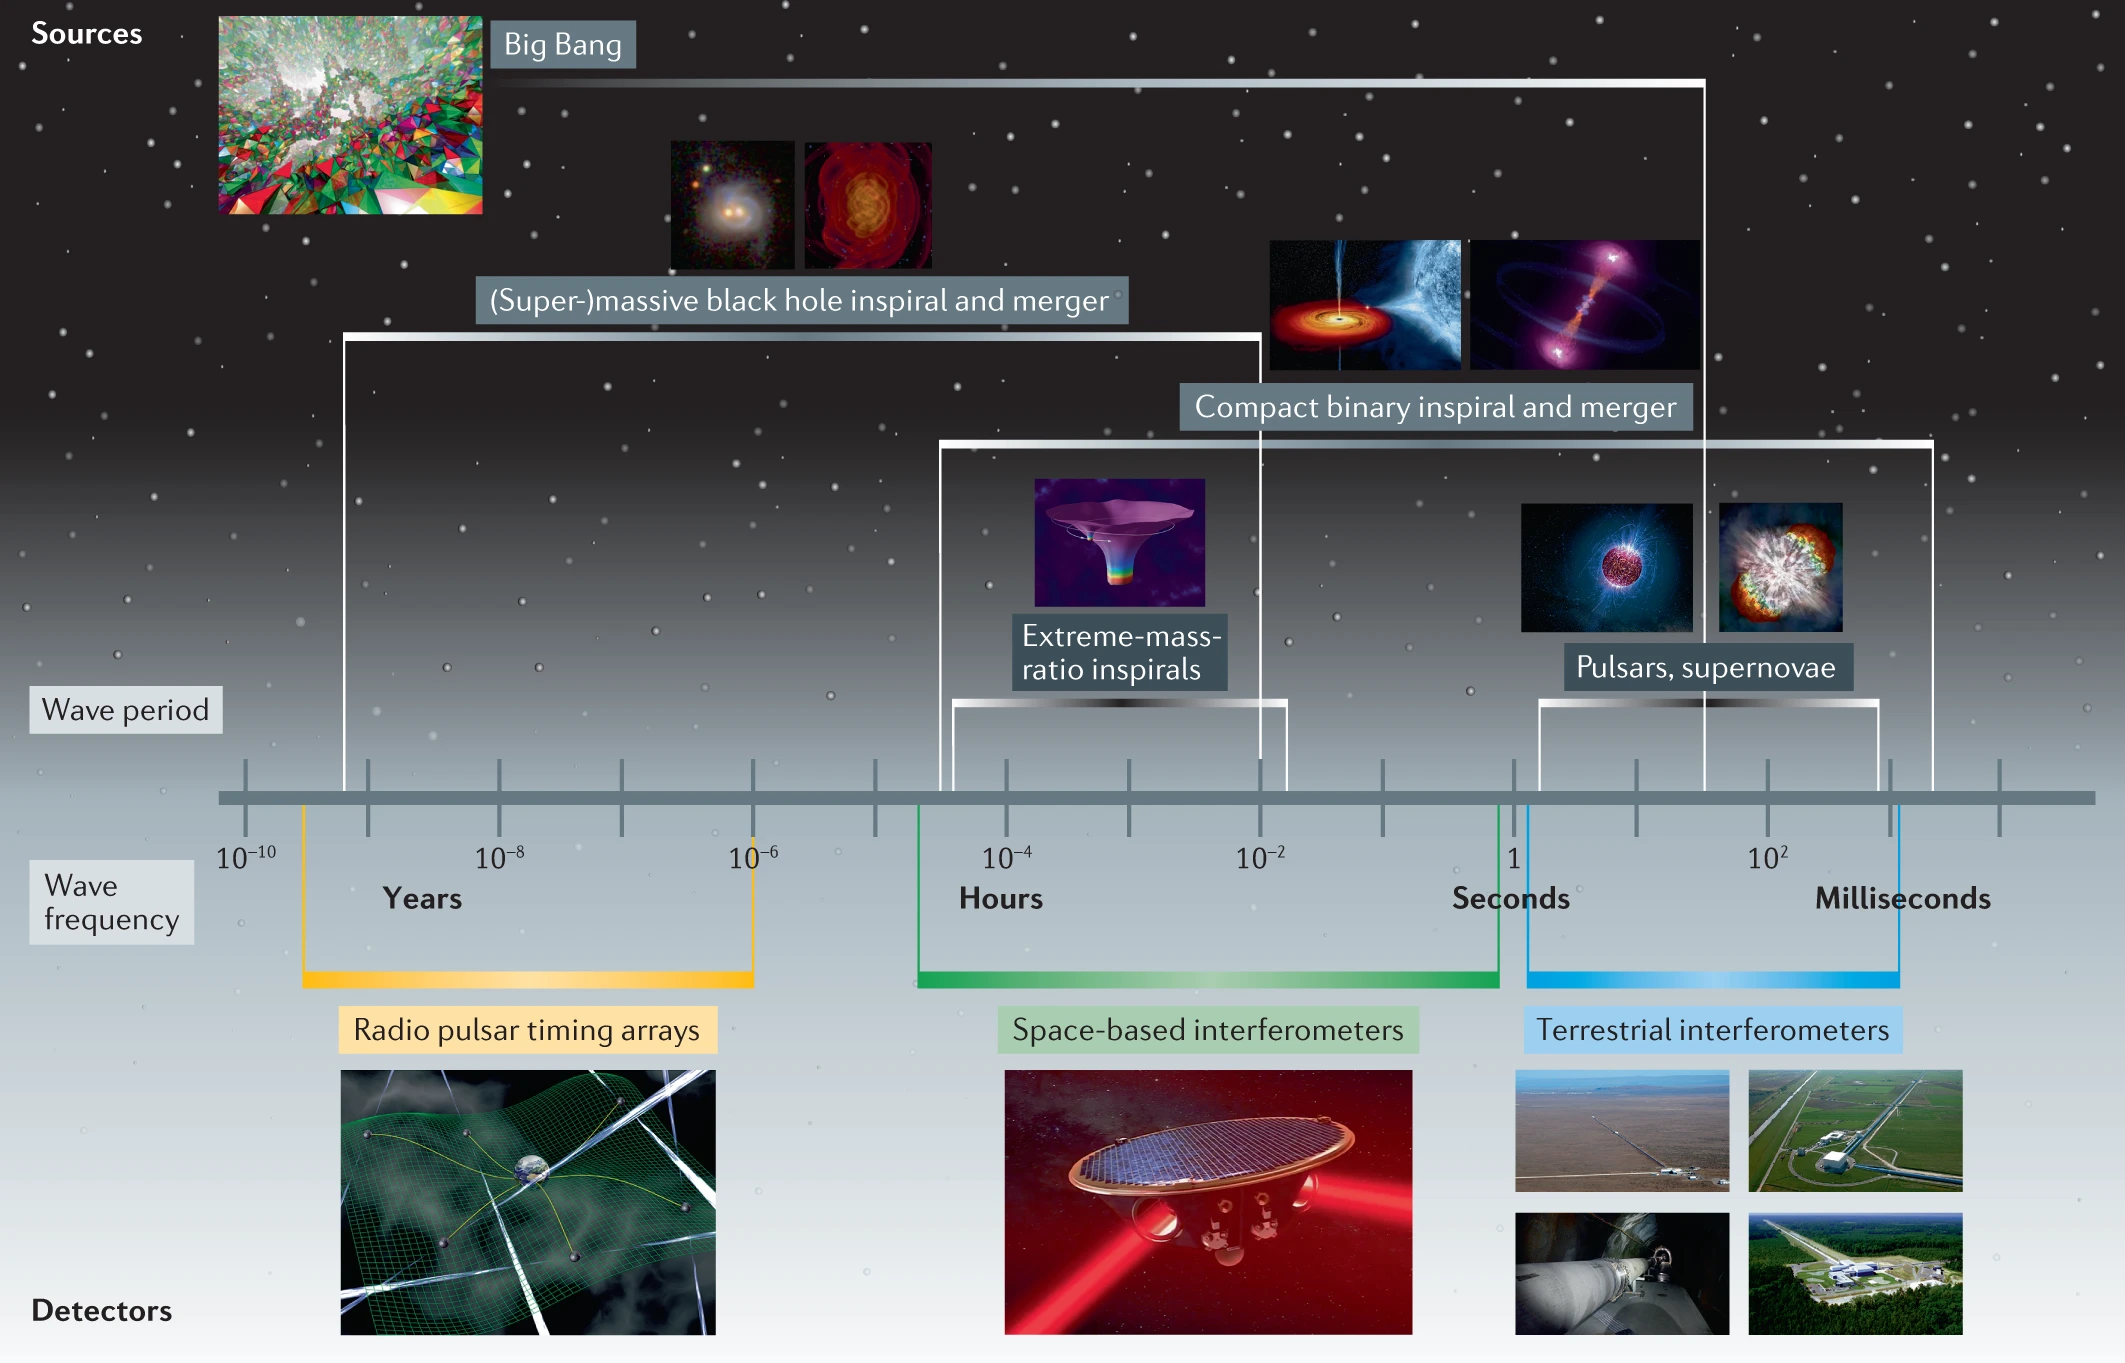 Sources
Big Bang
(Super-)massive black hole inspiral and merger
Compact binary inspiral and merger
Extreme-mass-
ratio inspirals
Pulsars, supernovae
Wave period
10⁻¹⁰ 10⁻⁸ 10⁻⁶ 10⁻⁴ 10⁻² 1 10²
Wave
frequency
Years Hours Seconds Milliseconds
Radio pulsar timing arrays
Space-based interferometers
Terrestrial interferometers
Detectors